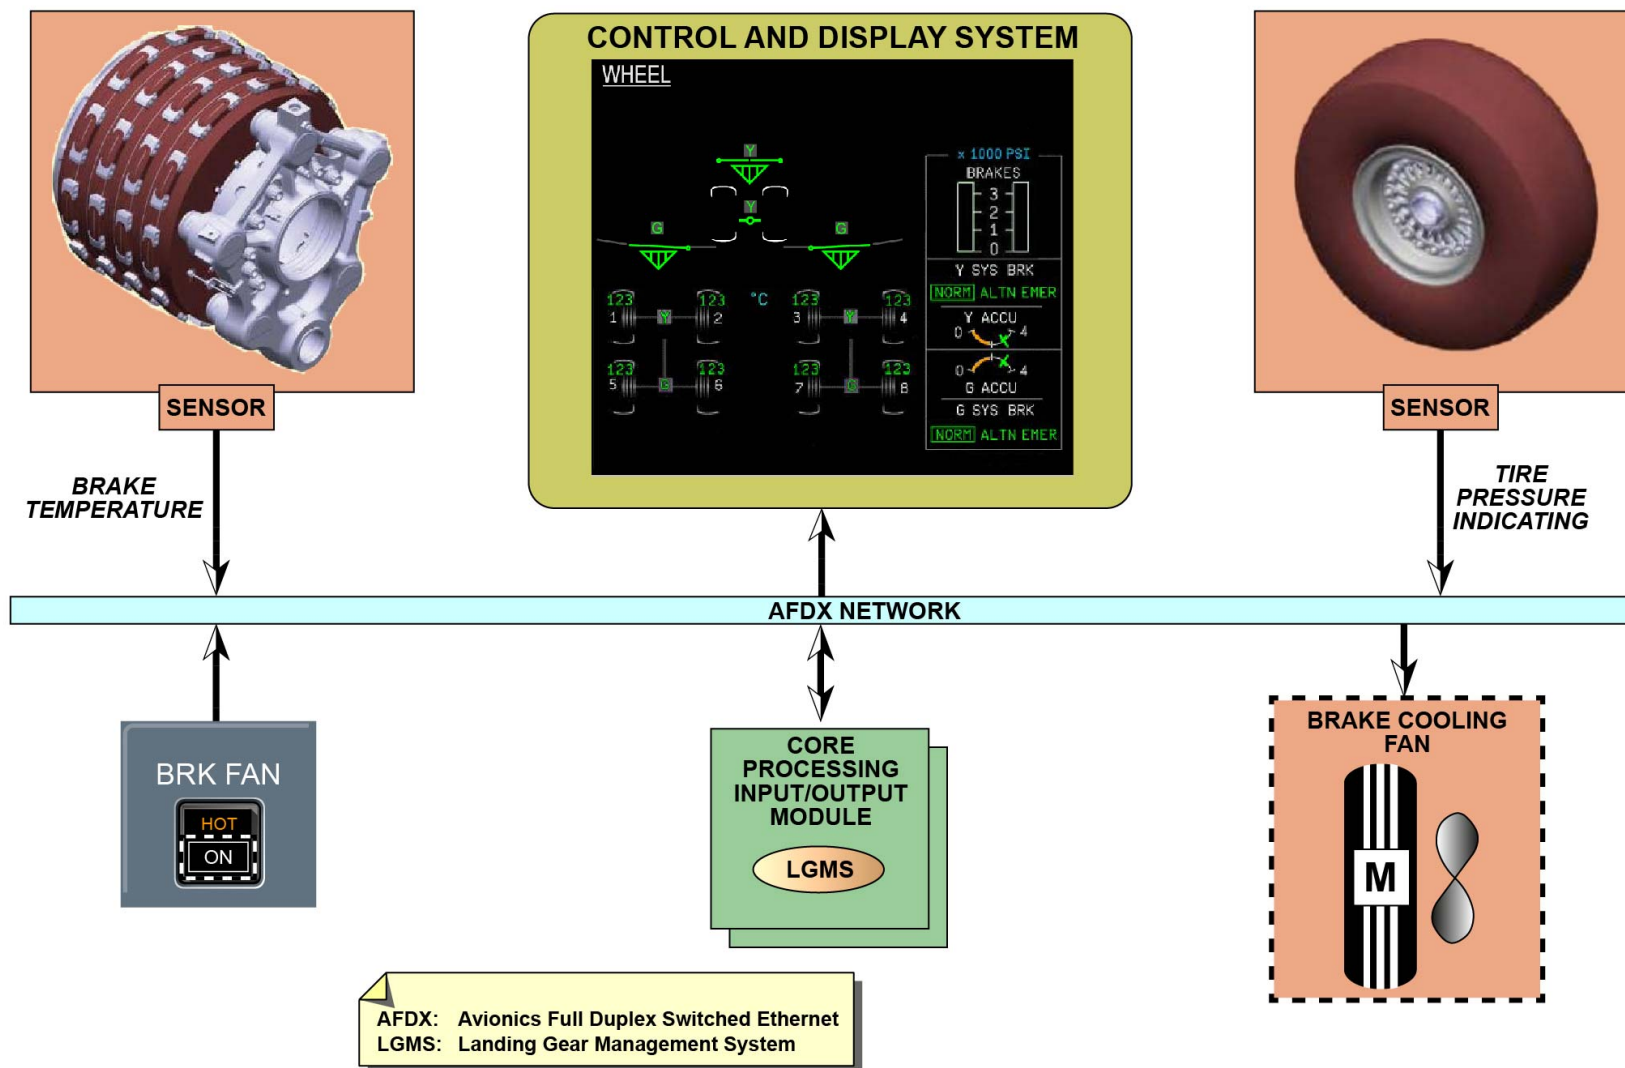 CONTROL AND DISPLAY SYSTEM
WHEEL
Y
Y
G
G
x 1000 PSI
BRAKES
3
2
1
0
Y SYS BRK
NORM ALTN EMER
Y ACCU
0 4
0 4
G ACCU
G SYS BRK
NORM ALTN EMER
123 123 °C 123 123
1 Y 2 3 Y 4
123 123 123 123
5 G 6 7 G 8
SENSOR
SENSOR
BRAKE
TEMPERATURE
TIRE
PRESSURE
INDICATING
AFDX NETWORK
BRK FAN
HOT
ON
CORE
PROCESSING
INPUT/OUTPUT
MODULE
LGMS
BRAKE COOLING
FAN
M
AFDX: Avionics Full Duplex Switched Ethernet
LGMS: Landing Gear Management System